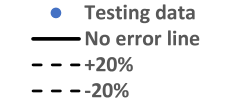 Testing data
No error line
+20%
-20%